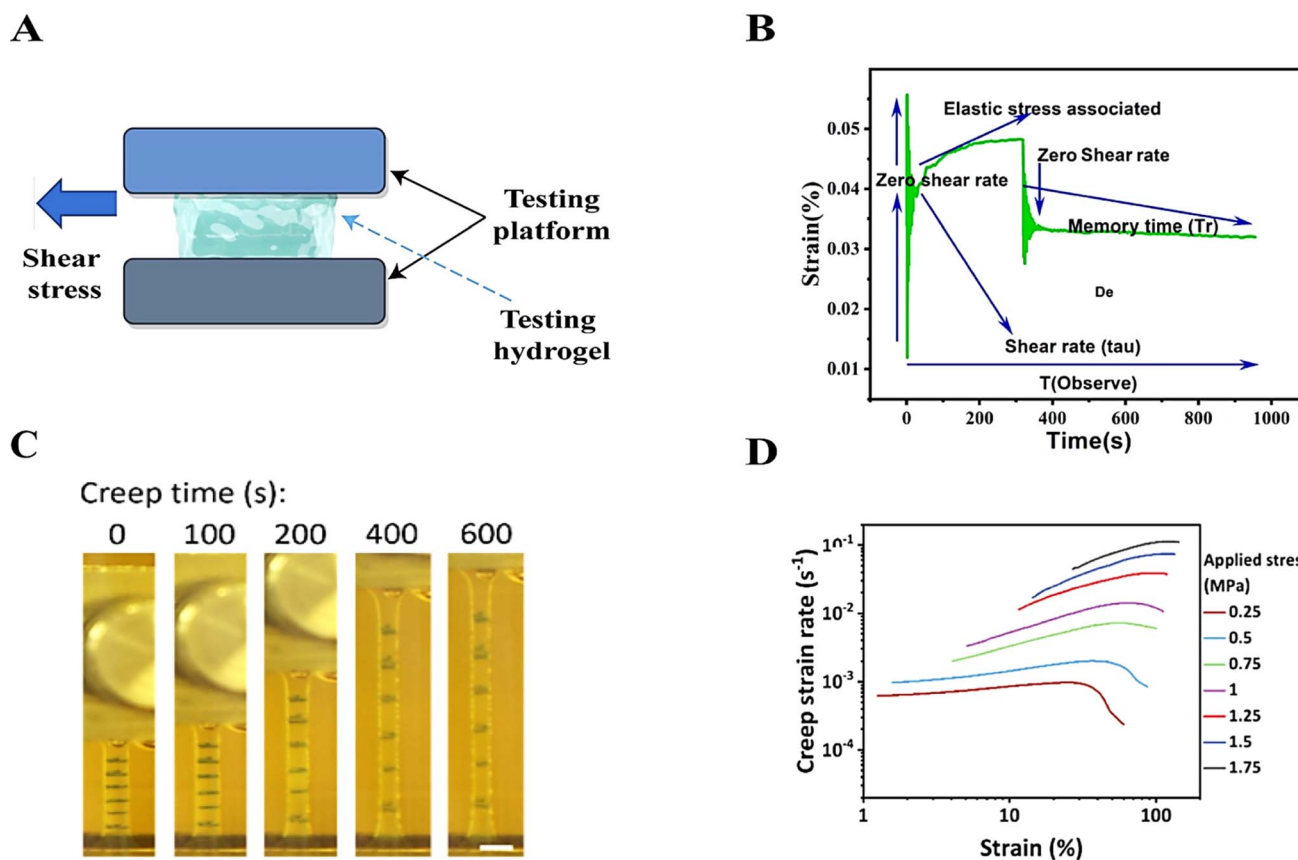 A
Shear
stress
Testing
platform
Testing
hydrogel
B
Strain(%)
0.05
0.04
0.03
0.02
0.01
Elastic stress associated
Zero Shear rate
Zero shear rate
Memory time (Tr)
De
Shear rate (tau)
T(Observe)
0 200 400 600 800 1000
Time(s)
C
Creep time (s):
0 100 200 400 600
D
Creep strain rate (s-1)
10-1
10-2
10-3
10-4
1 10 100
Strain (%)
Applied stres
(MPa)
0.25
0.5
0.75
1
1.25
1.5
1.75